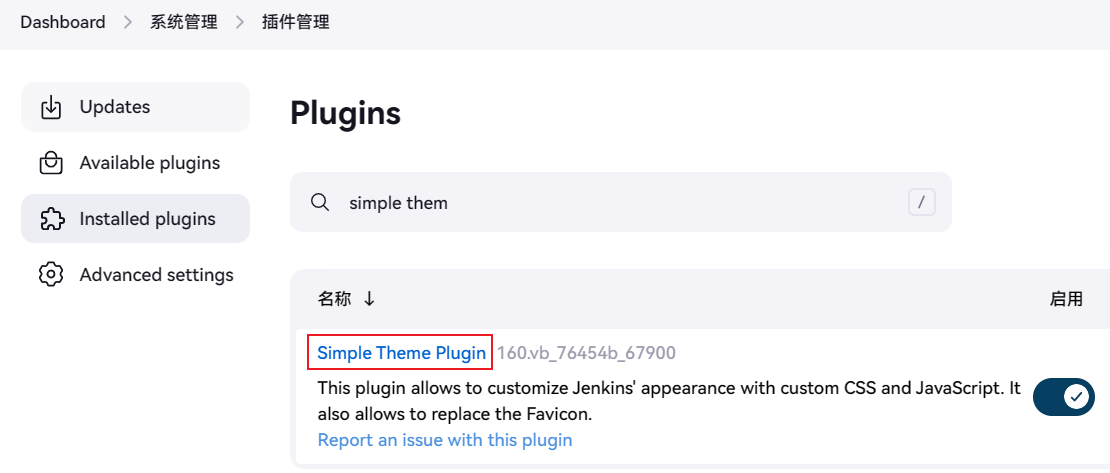 Dashboard > 系统管理 > 插件管理
Updates
Available plugins
Installed plugins
Advanced settings
Plugins
simple them /
名称 ↓ 启用
Simple Theme Plugin 160.vb_76454b_67900
This plugin allows to customize Jenkins' appearance with custom CSS and JavaScript. It
also allows to replace the Favicon.
Report an issue with this plugin